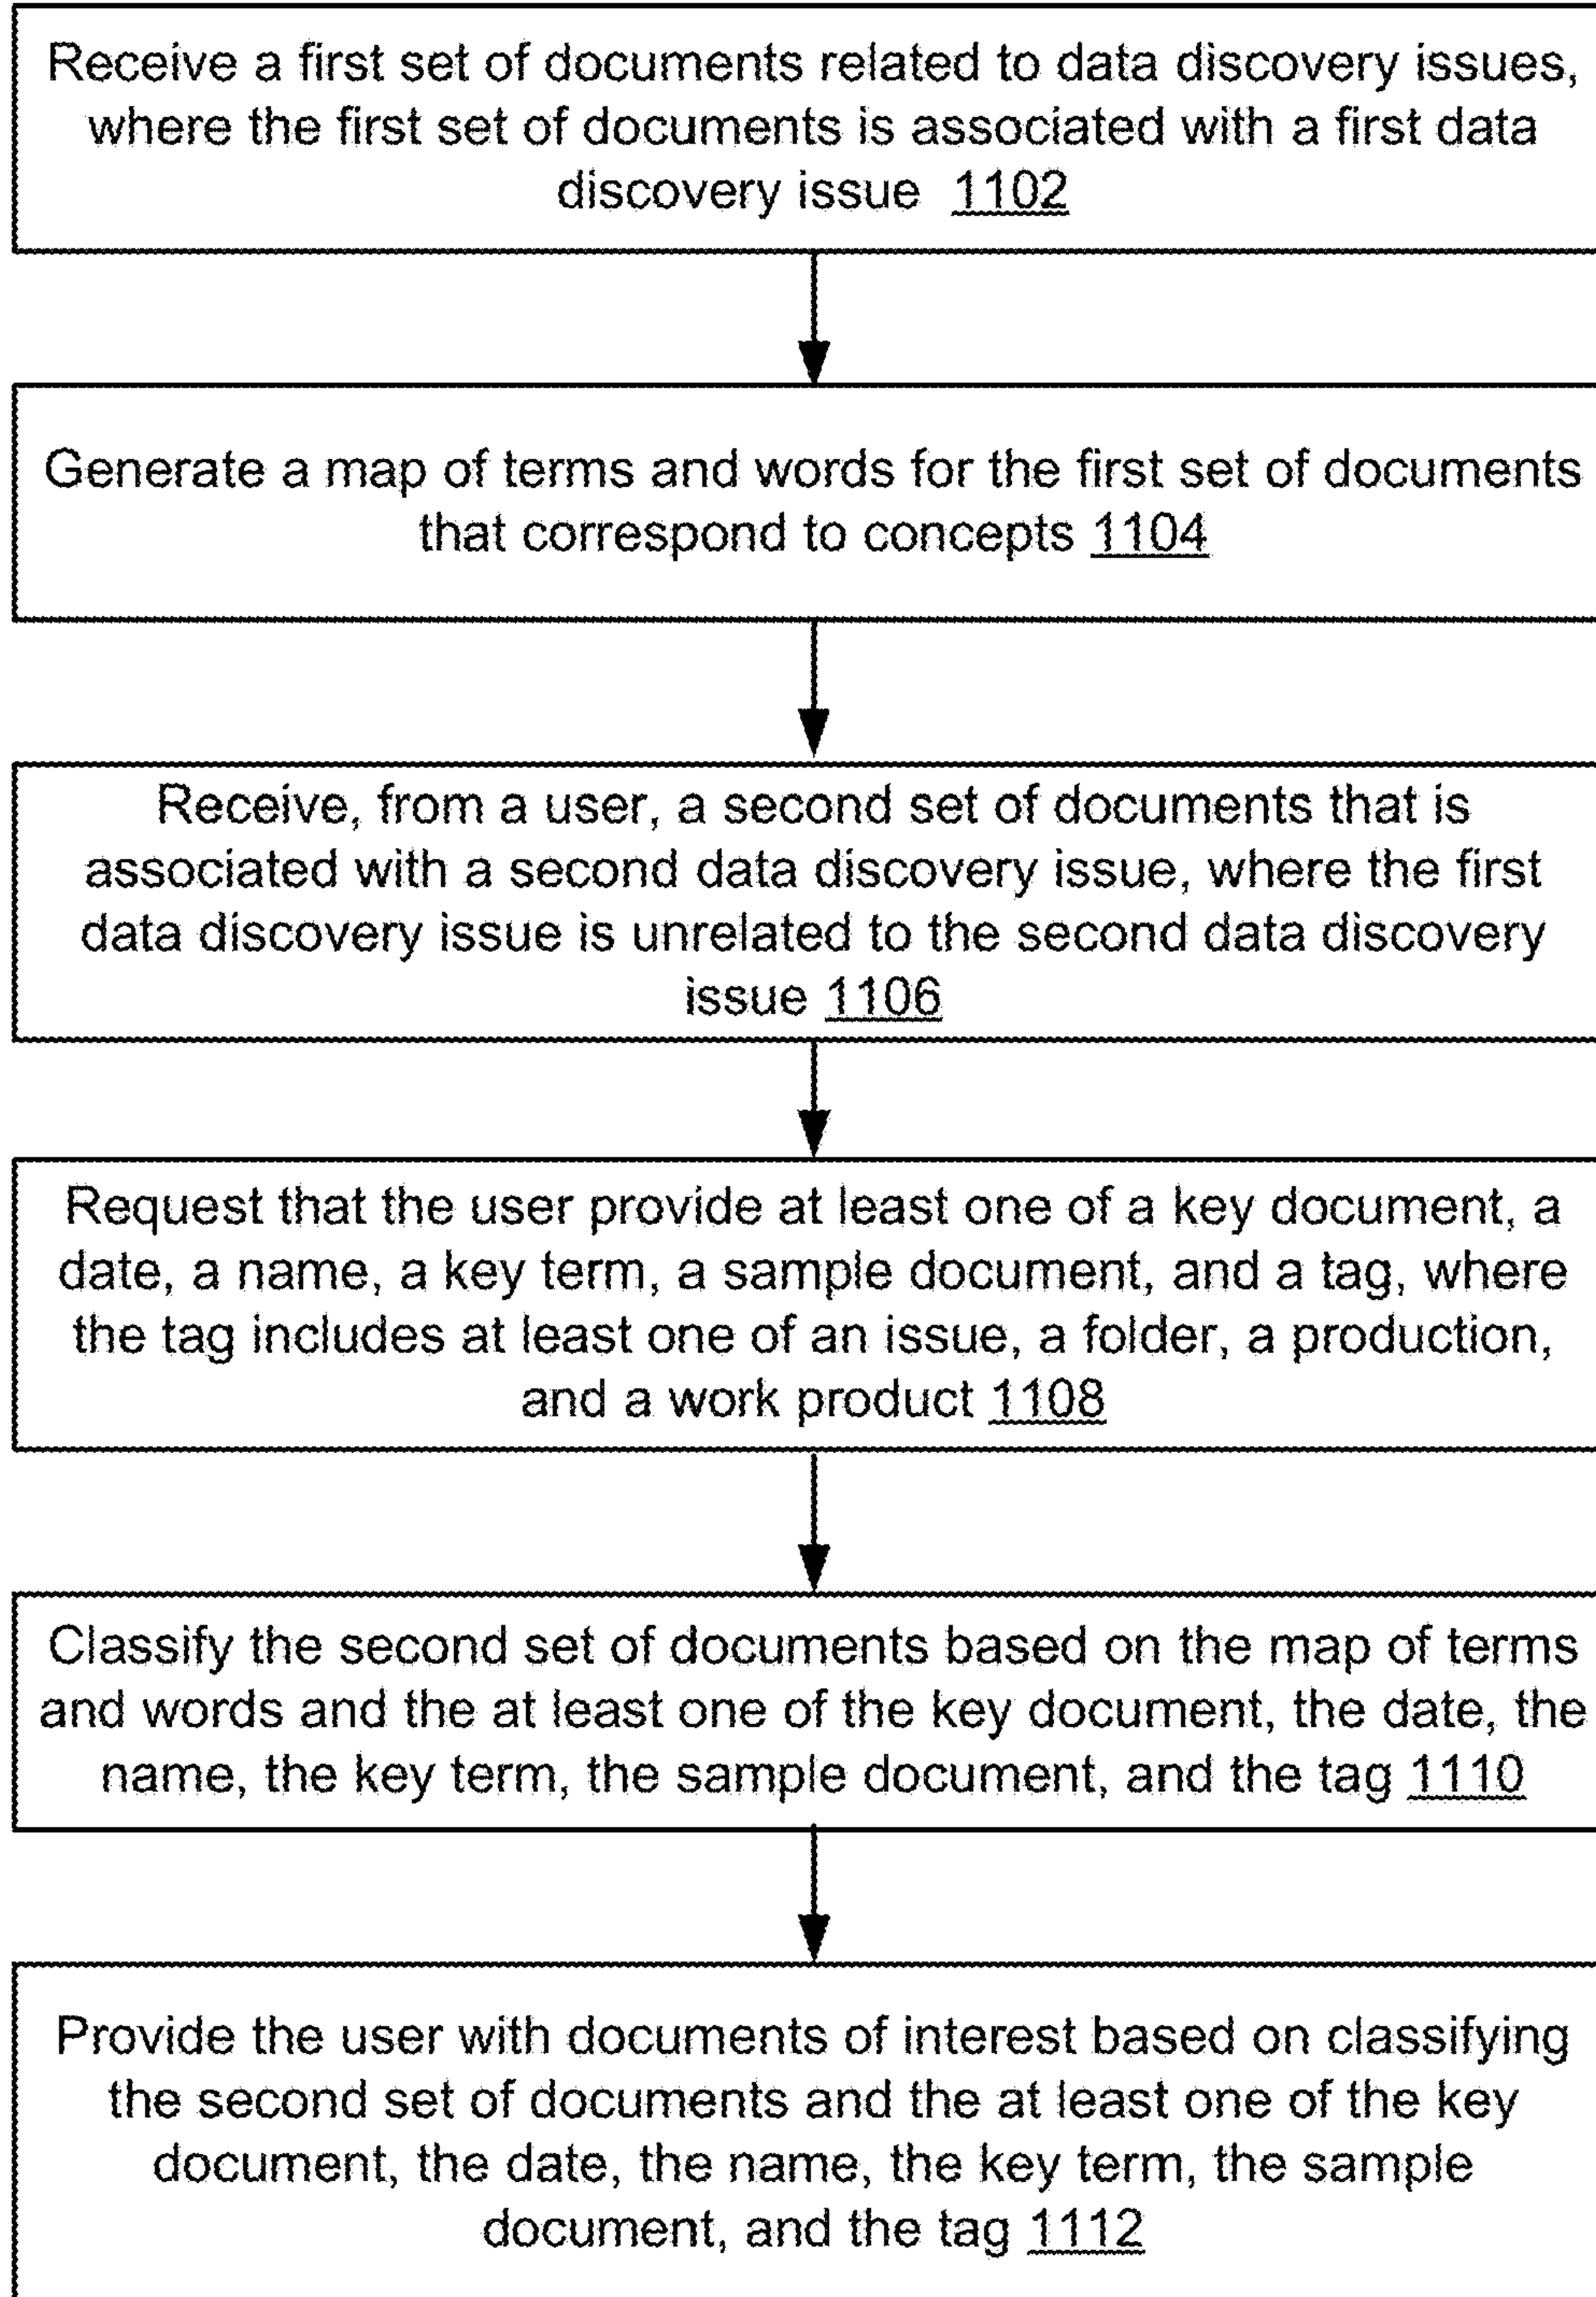 Receive a first set of documents related to data discovery issues,
where the first set of documents is associated with a first data
discovery issue 1102
Generate a map of terms and words for the first set of documents
that correspond to concepts 1104
Receive, from a user, a second set of documents that is
associated with a second data discovery issue, where the first
data discovery issue is unrelated to the second data discovery
issue 1106
Request that the user provide at least one of a key document, a
date, a name, a key term, a sample document, and a tag, where
the tag includes at least one of an issue, a folder, a production,
and a work product 1108
Classify the second set of documents based on the map of terms
and words and the at least one of the key document, the date, the
name, the key term, the sample document, and the tag 1110
Provide the user with documents of interest based on classifying
the second set of documents and the at least one of the key
document, the date, the name, the key term, the sample
document, and the tag 1112